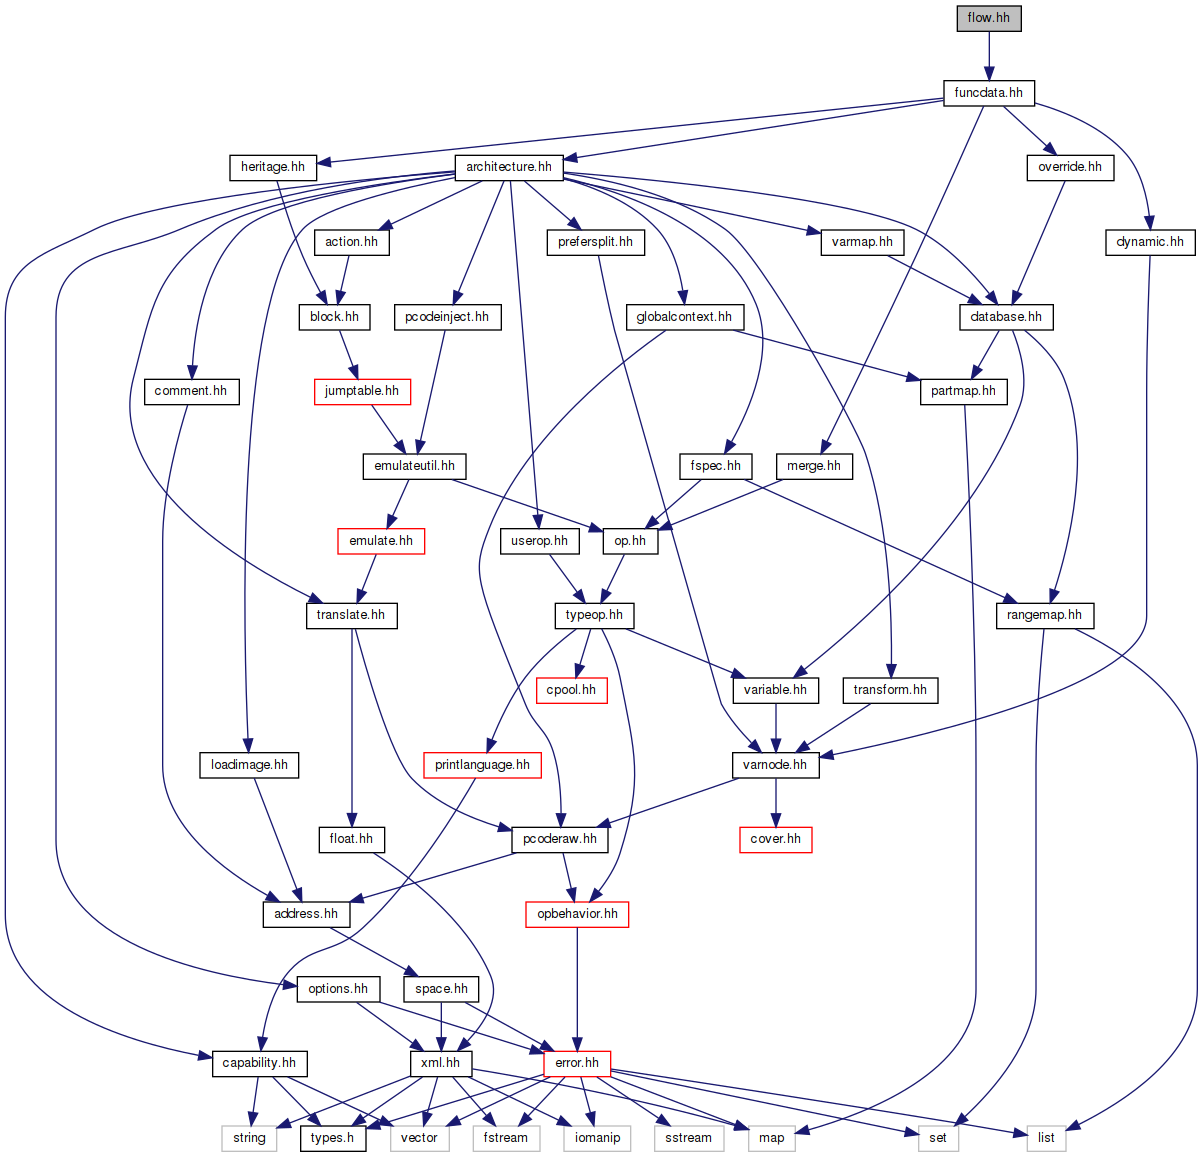 flow.hh
funcdata.hh
heritage.hh
architecture.hh
override.hh
action.hh
prefersplit.hh
varmap.hh
dynamic.hh
block.hh
pcodeinject.hh
globalcontext.hh
database.hh
comment.hh
jumptable.hh
partmap.hh
emulateutil.hh
fspec.hh
merge.hh
emulate.hh
userop.hh
op.hh
translate.hh
typeop.hh
rangemap.hh
cpool.hh
variable.hh
transform.hh
loadimage.hh
printlanguage.hh
varnode.hh
float.hh
pcoderaw.hh
cover.hh
address.hh
opbehavior.hh
options.hh
space.hh
capability.hh
xml.hh
error.hh
string
types.h
vector
fstream
iomanip
sstream
map
set
list